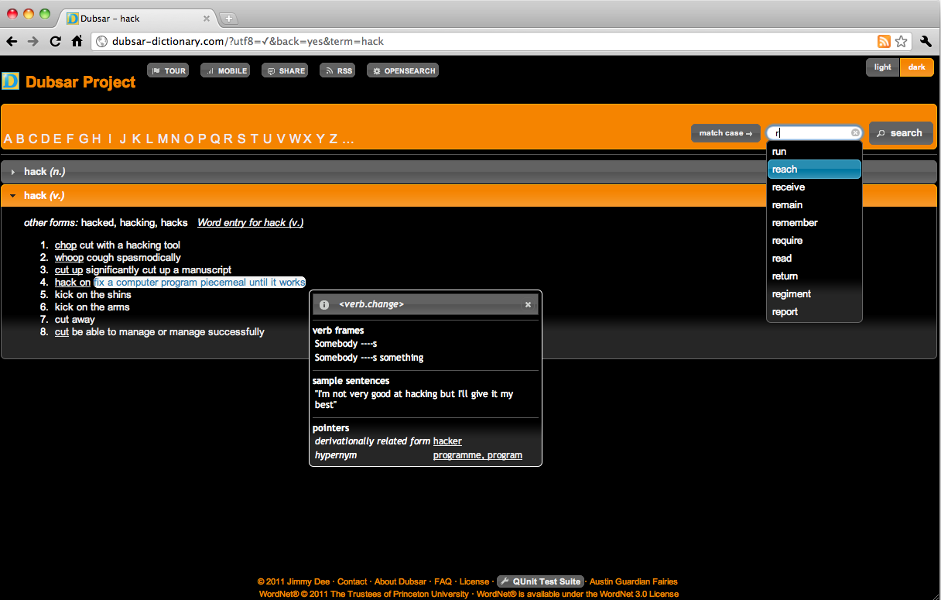 Dubsar – hack
dubsar-dictionary.com/?utf8=✓&back=yes&term=hack
TOUR MOBILE SHARE RSS OPENSEARCH
light dark
D Dubsar Project
A B C D E F G H I J K L M N O P Q R S T U V W X Y Z ...
match case → r search
run
reach
receive
remain
remember
require
read
return
regiment
report
hack (n.)
hack (v.)
other forms: hacked, hacking, hacks Word entry for hack (v.)
1. chop cut with a hacking tool
2. whoop cough spasmodically
3. cut up significantly cut up a manuscript
4. hack on fix a computer program piecemeal until it works
5. kick on the shins
6. kick on the arms
7. cut away
8. cut be able to manage or manage successfully
<verb.change>
verb frames
Somebody ----s
Somebody ----s something
sample sentences
"I'm not very good at hacking but I'll give it my
best"
pointers
derivationally related form hacker
hypernym programme, program
© 2011 Jimmy Dee · Contact · About Dubsar · FAQ · License · QUnit Test Suite · Austin Guardian Fairies
WordNet® © 2011 The Trustees of Princeton University · WordNet® is available under the WordNet 3.0 License